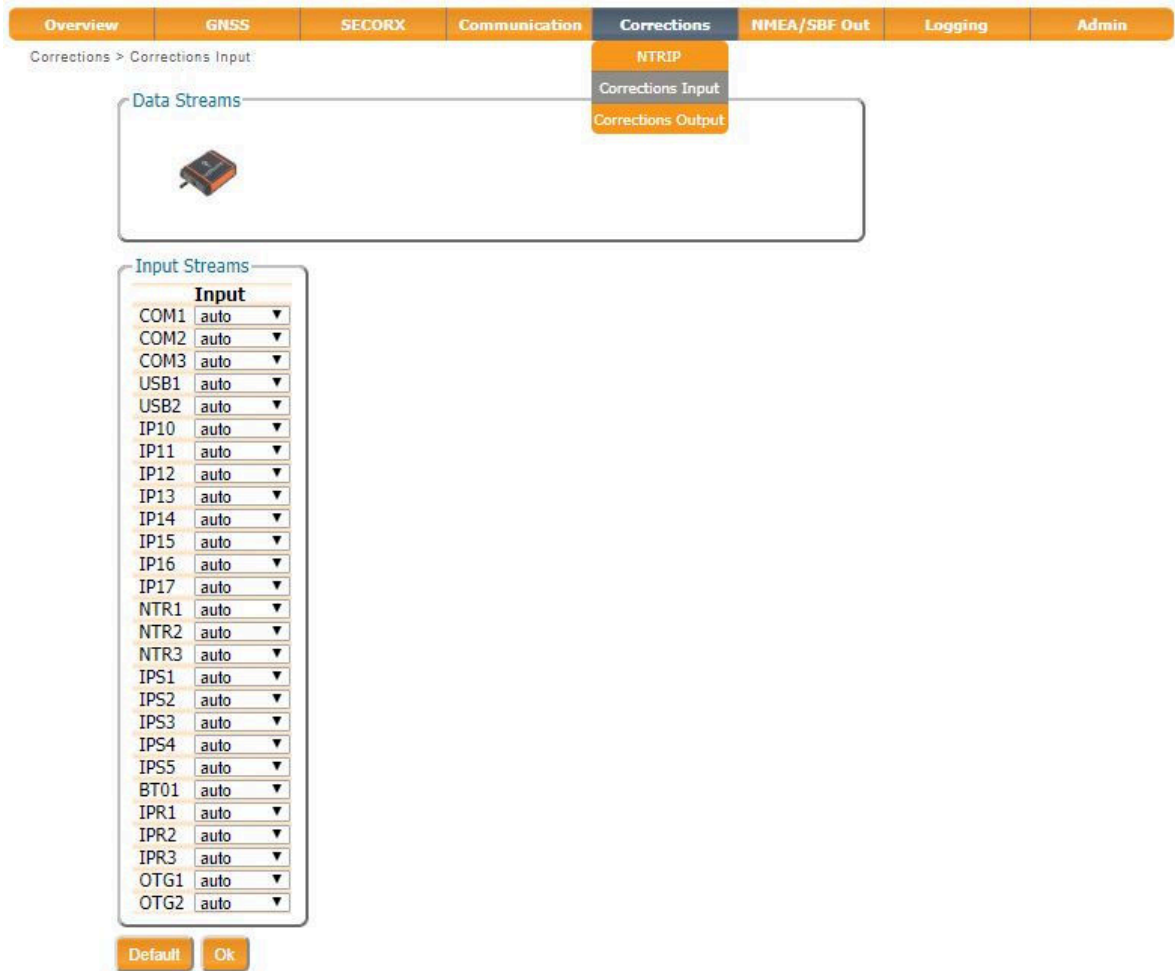 Overview GNSS SECORX Communication Corrections NMEA/SBF Out Logging Admin
Corrections > Corrections Input
NTRIP
Corrections Input
Corrections Output
Data Streams
Input Streams
Input
COM1 auto
COM2 auto
COM3 auto
USB1 auto
USB2 auto
IP10 auto
IP11 auto
IP12 auto
IP13 auto
IP14 auto
IP15 auto
IP16 auto
IP17 auto
NTR1 auto
NTR2 auto
NTR3 auto
IPS1 auto
IPS2 auto
IPS3 auto
IPS4 auto
IPS5 auto
BT01 auto
IPR1 auto
IPR2 auto
IPR3 auto
OTG1 auto
OTG2 auto
Default Ok